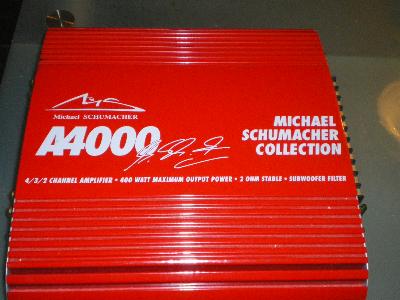 Michael SCHUMACHER
A4000
MICHAEL
SCHUMACHER
COLLECTION
4/3/2 CHANNEL AMPLIFIER • 400 WATT MAXIMUM OUTPUT POWER • 2 OHM STABLE • SUBWOOFER FILTER